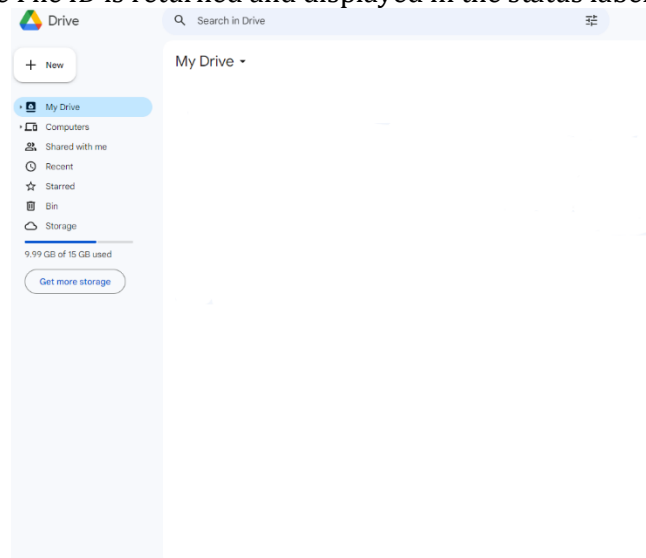 File ID is returned and displayed in the status label
Drive
Search in Drive
New
My Drive
My Drive
Computers
Shared with me
Recent
Starred
Bin
Storage
9.99 GB of 15 GB used
Get more storage